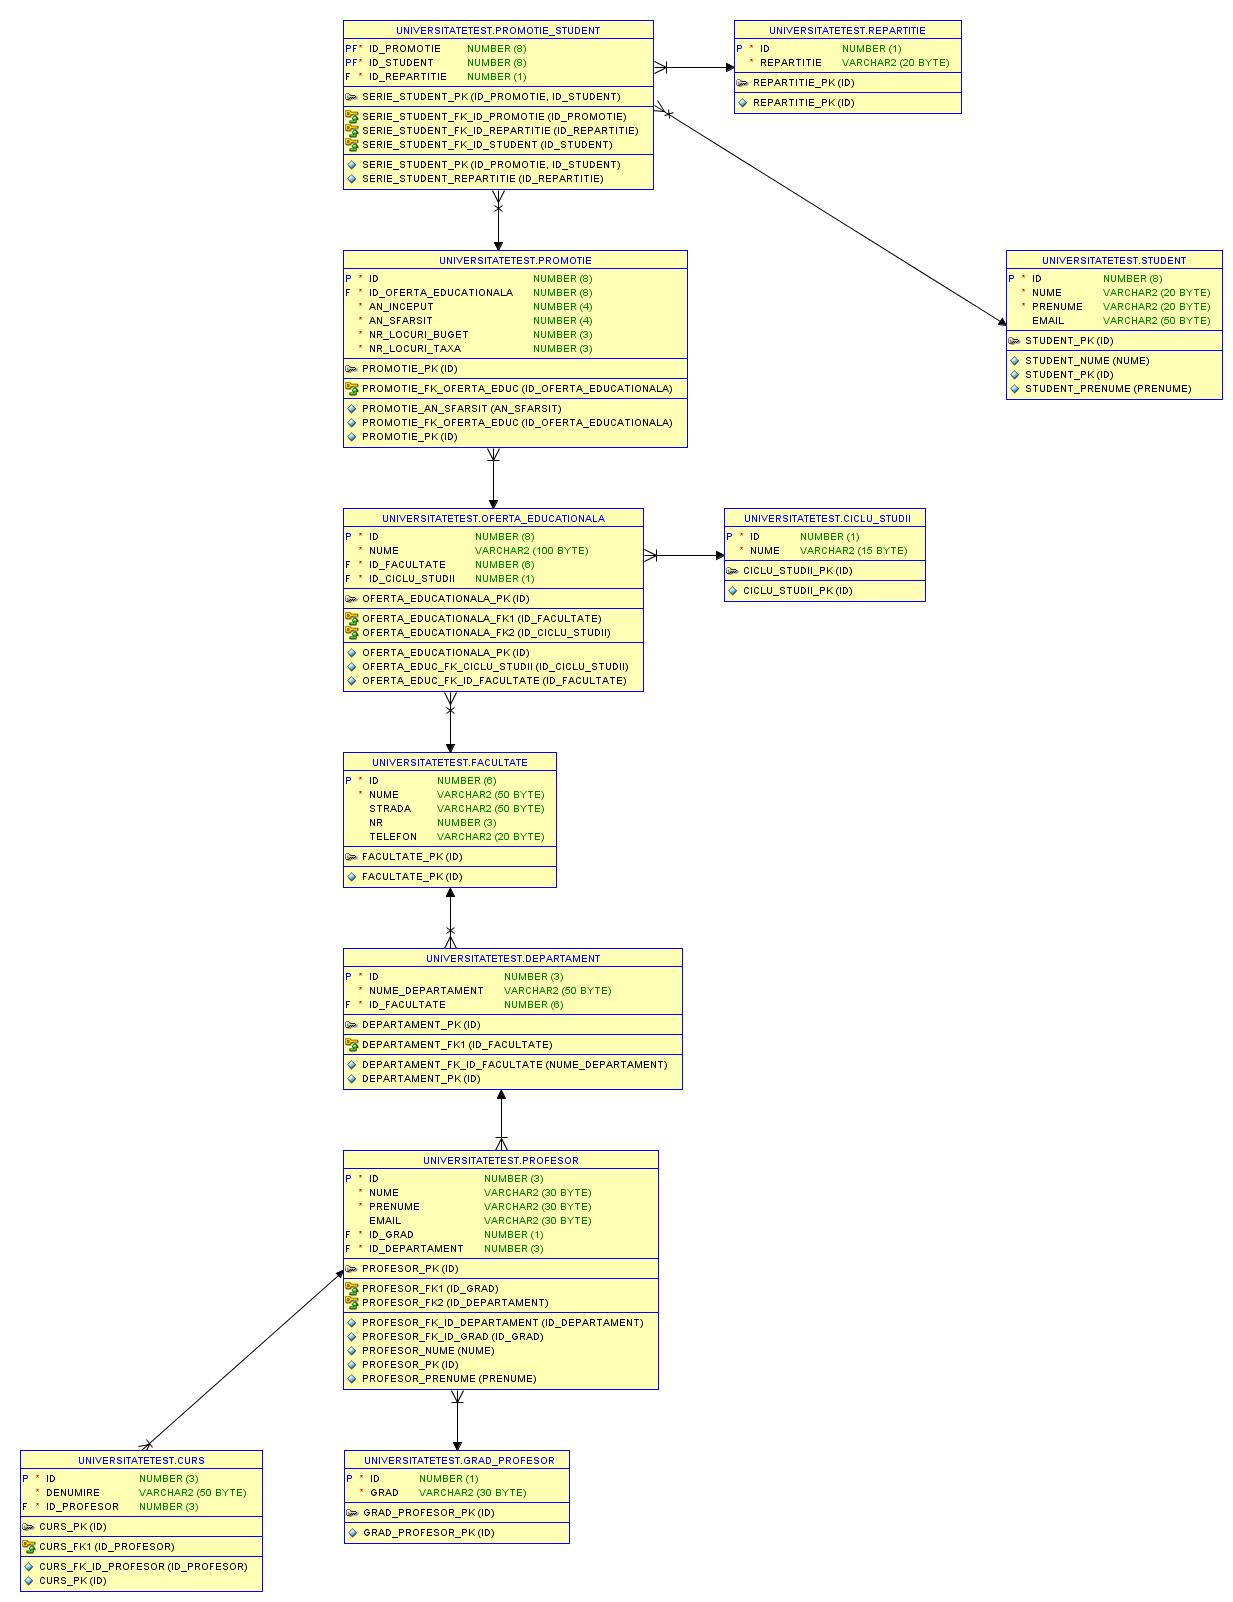 UNIVERSITATETEST.PROMOTIE_STUDENT
PF* ID_PROMOTIE NUMBER (8)
PF* ID_STUDENT NUMBER (8)
F * ID_REPARTITIE NUMBER (1)
SERIE_STUDENT_PK (ID_PROMOTIE, ID_STUDENT)
SERIE_STUDENT_FK_ID_PROMOTIE (ID_PROMOTIE)
SERIE_STUDENT_FK_ID_REPARTITIE (ID_REPARTITIE)
SERIE_STUDENT_FK_ID_STUDENT (ID_STUDENT)
SERIE_STUDENT_PK (ID_PROMOTIE, ID_STUDENT)
SERIE_STUDENT_REPARTITIE (ID_REPARTITIE)
UNIVERSITATETEST.REPARTITIE
P * ID NUMBER (1)
* REPARTITIE VARCHAR2 (20 BYTE)
REPARTITIE_PK (ID)
REPARTITIE_PK (ID)
UNIVERSITATETEST.PROMOTIE
P * ID NUMBER (8)
F * ID_OFERTA_EDUCATIONALA NUMBER (8)
* AN_INCEPUT NUMBER (4)
* AN_SFARSIT NUMBER (4)
* NR_LOCURI_BUGET NUMBER (3)
* NR_LOCURI_TAXA NUMBER (3)
PROMOTIE_PK (ID)
PROMOTIE_FK_OFERTA_EDUC (ID_OFERTA_EDUCATIONALA)
PROMOTIE_AN_SFARSIT (AN_SFARSIT)
PROMOTIE_FK_OFERTA_EDUC (ID_OFERTA_EDUCATIONALA)
PROMOTIE_PK (ID)
UNIVERSITATETEST.STUDENT
P * ID NUMBER (8)
* NUME VARCHAR2 (20 BYTE)
* PRENUME VARCHAR2 (20 BYTE)
EMAIL VARCHAR2 (50 BYTE)
STUDENT_PK (ID)
STUDENT_NUME (NUME)
STUDENT_PK (ID)
STUDENT_PRENUME (PRENUME)
UNIVERSITATETEST.OFERTA_EDUCATIONALA
P * ID NUMBER (8)
* NUME VARCHAR2 (100 BYTE)
F * ID_FACULTATE NUMBER (6)
F * ID_CICLU_STUDII NUMBER (1)
OFERTA_EDUCATIONALA_PK (ID)
OFERTA_EDUCATIONALA_FK1 (ID_FACULTATE)
OFERTA_EDUCATIONALA_FK2 (ID_CICLU_STUDII)
OFERTA_EDUCATIONALA_PK (ID)
OFERTA_EDUC_FK_CICLU_STUDII (ID_CICLU_STUDII)
OFERTA_EDUC_FK_ID_FACULTATE (ID_FACULTATE)
UNIVERSITATETEST.CICLU_STUDII
P * ID NUMBER (1)
* NUME VARCHAR2 (15 BYTE)
CICLU_STUDII_PK (ID)
CICLU_STUDII_PK (ID)
UNIVERSITATETEST.FACULTATE
P * ID NUMBER (6)
* NUME VARCHAR2 (50 BYTE)
STRADA VARCHAR2 (50 BYTE)
NR NUMBER (3)
TELEFON VARCHAR2 (20 BYTE)
FACULTATE_PK (ID)
FACULTATE_PK (ID)
UNIVERSITATETEST.DEPARTAMENT
P * ID NUMBER (3)
* NUME_DEPARTAMENT VARCHAR2 (50 BYTE)
F * ID_FACULTATE NUMBER (6)
DEPARTAMENT_PK (ID)
DEPARTAMENT_FK1 (ID_FACULTATE)
DEPARTAMENT_FK_ID_FACULTATE (NUME_DEPARTAMENT)
DEPARTAMENT_PK (ID)
UNIVERSITATETEST.PROFESOR
P * ID NUMBER (3)
* NUME VARCHAR2 (30 BYTE)
* PRENUME VARCHAR2 (30 BYTE)
EMAIL VARCHAR2 (30 BYTE)
F * ID_GRAD NUMBER (1)
F * ID_DEPARTAMENT NUMBER (3)
PROFESOR_PK (ID)
PROFESOR_FK1 (ID_GRAD)
PROFESOR_FK2 (ID_DEPARTAMENT)
PROFESOR_FK_ID_DEPARTAMENT (ID_DEPARTAMENT)
PROFESOR_FK_ID_GRAD (ID_GRAD)
PROFESOR_NUME (NUME)
PROFESOR_PK (ID)
PROFESOR_PRENUME (PRENUME)
UNIVERSITATETEST.CURS
P * ID NUMBER (3)
* DENUMIRE VARCHAR2 (50 BYTE)
F * ID_PROFESOR NUMBER (3)
CURS_PK (ID)
CURS_FK1 (ID_PROFESOR)
CURS_FK_ID_PROFESOR (ID_PROFESOR)
CURS_PK (ID)
UNIVERSITATETEST.GRAD_PROFESOR
P * ID NUMBER (1)
* GRAD VARCHAR2 (30 BYTE)
GRAD_PROFESOR_PK (ID)
GRAD_PROFESOR_PK (ID)